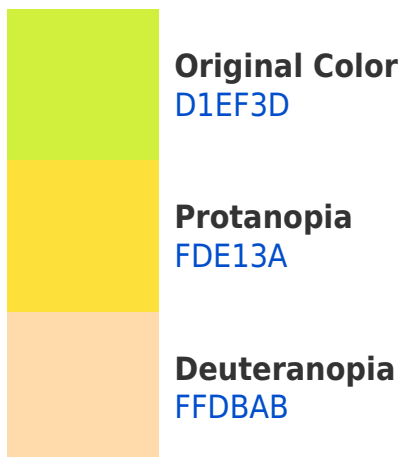 Original Color
D1EF3D
Protanopia
FDE13A
Deuteranopia
FFDBAB